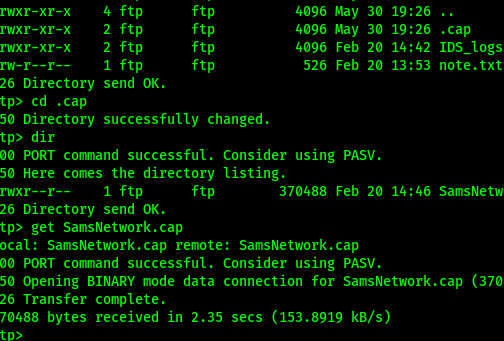 rwxr-xr-x 4 ftp ftp 4096 May 30 19:26 ..
rwxr-xr-x 2 ftp ftp 4096 May 30 19:26 .cap
rwxr-xr-x 2 ftp ftp 4096 Feb 20 14:42 IDS_logs
rw-r--r-- 1 ftp ftp 526 Feb 20 13:53 note.txt
26 Directory send OK.
tp> cd .cap
50 Directory successfully changed.
tp> dir
00 PORT command successful. Consider using PASV.
50 Here comes the directory listing.
rwxr--r-- 1 ftp ftp 370488 Feb 20 14:46 SamsNetw
26 Directory send OK.
tp> get SamsNetwork.cap
ocal: SamsNetwork.cap remote: SamsNetwork.cap
00 PORT command successful. Consider using PASV.
50 Opening BINARY mode data connection for SamsNetwork.cap (370
26 Transfer complete.
70488 bytes received in 2.35 secs (153.8919 kB/s)
tp>